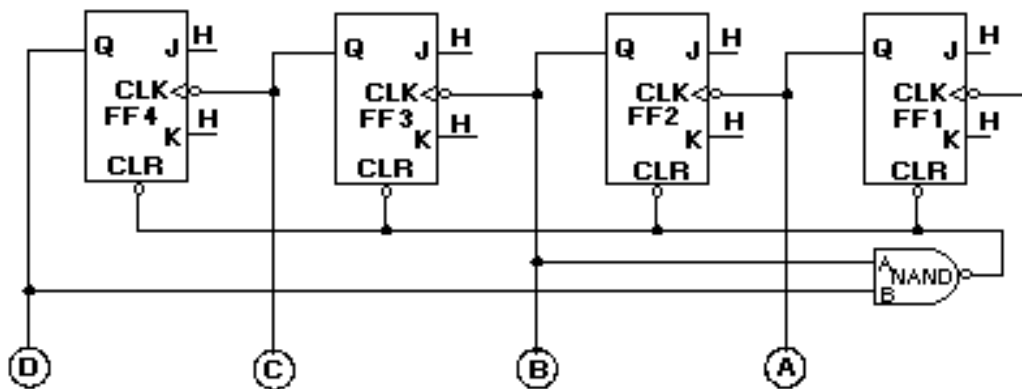 Q J H
CLK
FF4
K H
CLR
Q J H
CLK
FF3
K H
CLR
Q J H
CLK
FF2
K H
CLR
Q J H
CLK
FF1
K H
CLR
A
NAND
B
D C B A